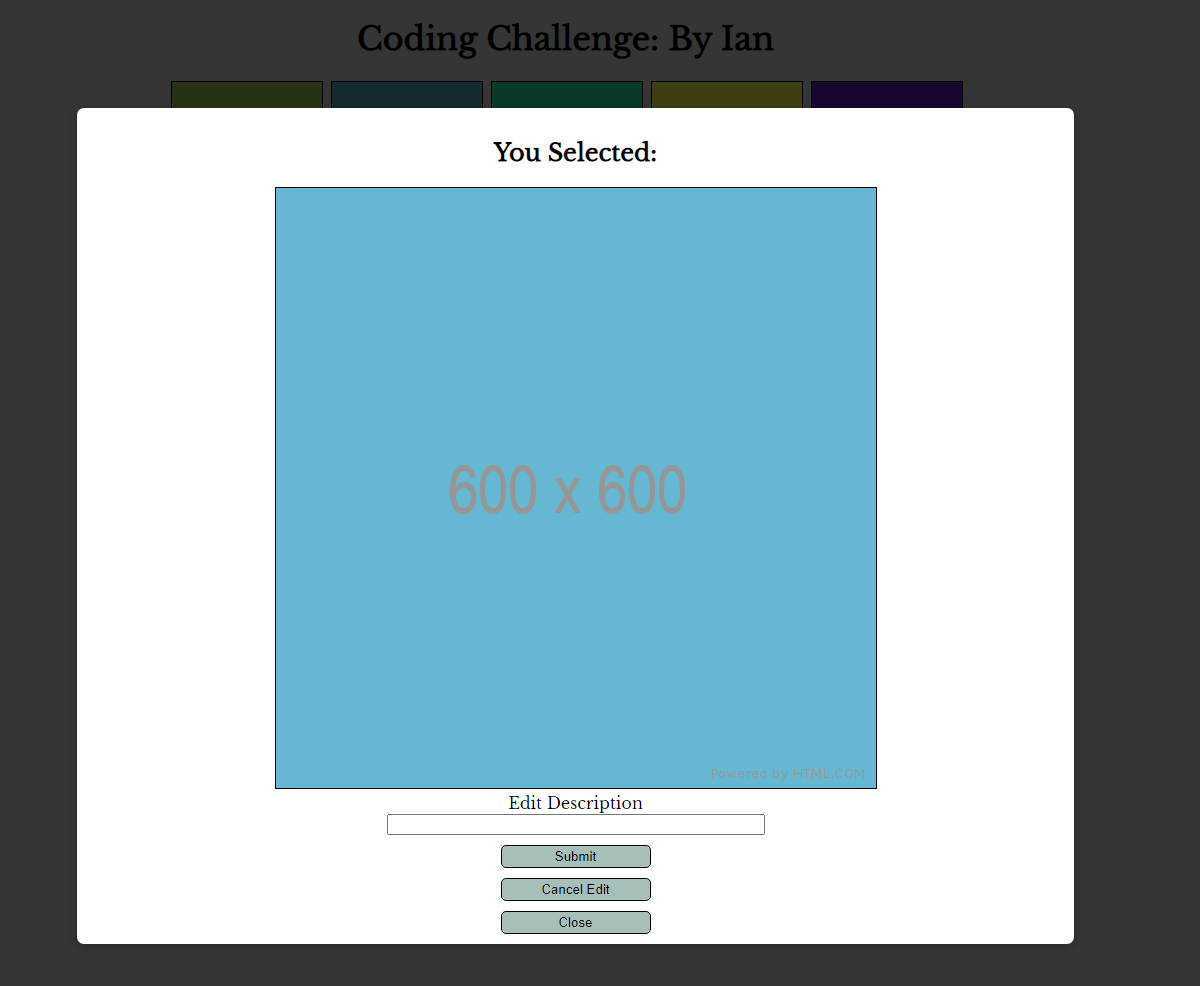 Coding Challenge: By Ian
You Selected:
600 x 600
Powered by HTML.COM
Edit Description
Submit
Cancel Edit
Close